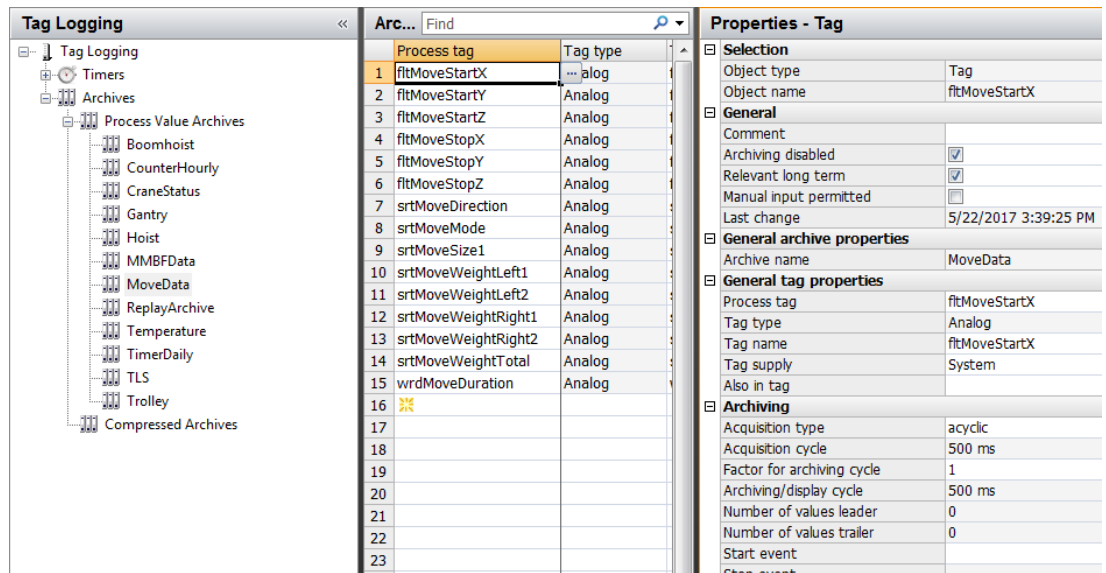 Tag Logging «
Tag Logging
Timers
Archives
Process Value Archives
Boomhoist
CounterHourly
CraneStatus
Gantry
Hoist
MMBFData
MoveData
ReplayArchive
Temperature
TimerDaily
TLS
Trolley
Compressed Archives
Arc... Find
Process tag Tag type
1 fltMoveStartX ... alog
2 fltMoveStartY Analog
3 fltMoveStartZ Analog
4 fltMoveStopX Analog
5 fltMoveStopY Analog
6 fltMoveStopZ Analog
7 srtMoveDirection Analog
8 srtMoveMode Analog
9 srtMoveSize1 Analog
10 srtMoveWeightLeft1 Analog
11 srtMoveWeightLeft2 Analog
12 srtMoveWeightRight1 Analog
13 srtMoveWeightRight2 Analog
14 srtMoveWeightTotal Analog
15 wrdMoveDuration Analog
16
17
18
19
20
21
22
23
Properties - Tag
Selection
Object type Tag
Object name fltMoveStartX
General
Comment
Archiving disabled
Relevant long term
Manual input permitted
Last change 5/22/2017 3:39:25 PM
General archive properties
Archive name MoveData
General tag properties
Process tag fltMoveStartX
Tag type Analog
Tag name fltMoveStartX
Tag supply System
Also in tag
Archiving
Acquisition type acyclic
Acquisition cycle 500 ms
Factor for archiving cycle 1
Archiving/display cycle 500 ms
Number of values leader 0
Number of values trailer 0
Start event